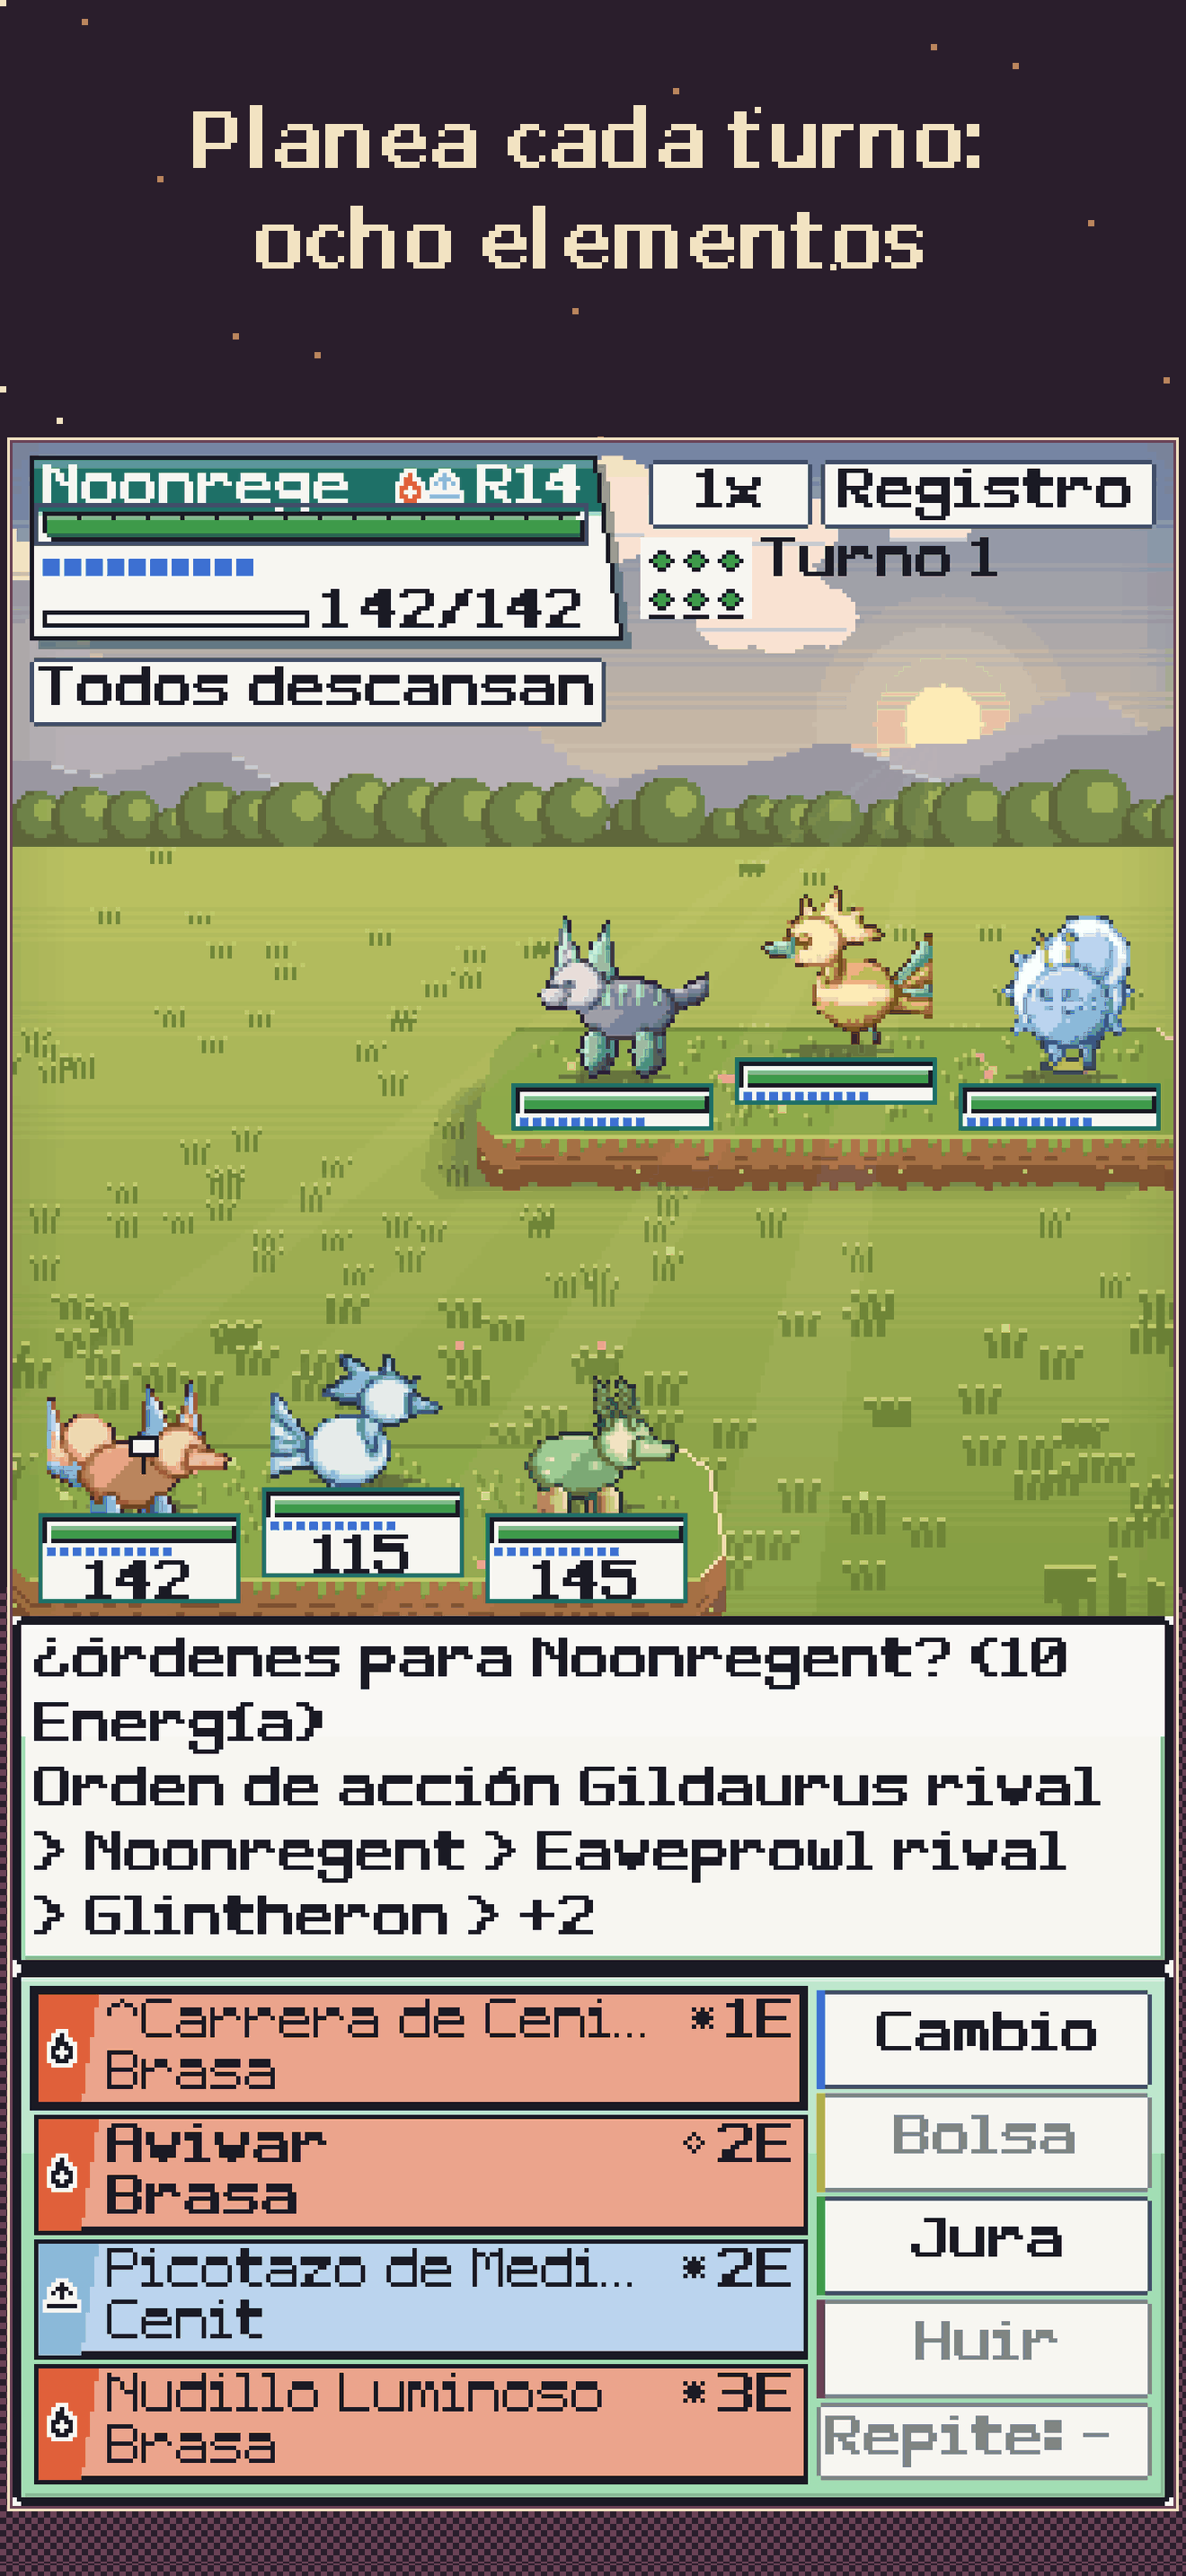 Planea cada turno:
ocho elementos
Noonrege R14
1x
Registro
Turno 1
142/142
Todos descansan
142
115
145
¿órdenes para Noonregent? (10
Energía)
Orden de acción Gildaurus rival
> Noonregent > Eaveprowl rival
> Glintheron > +2
^Carrera de Ceni... *1E
Brasa
Avivar ◇2E
Brasa
Picotazo de Medi... *2E
Cenit
Nudillo Luminoso *3E
Brasa
Cambio
Bolsa
Jura
Huir
Repite: -